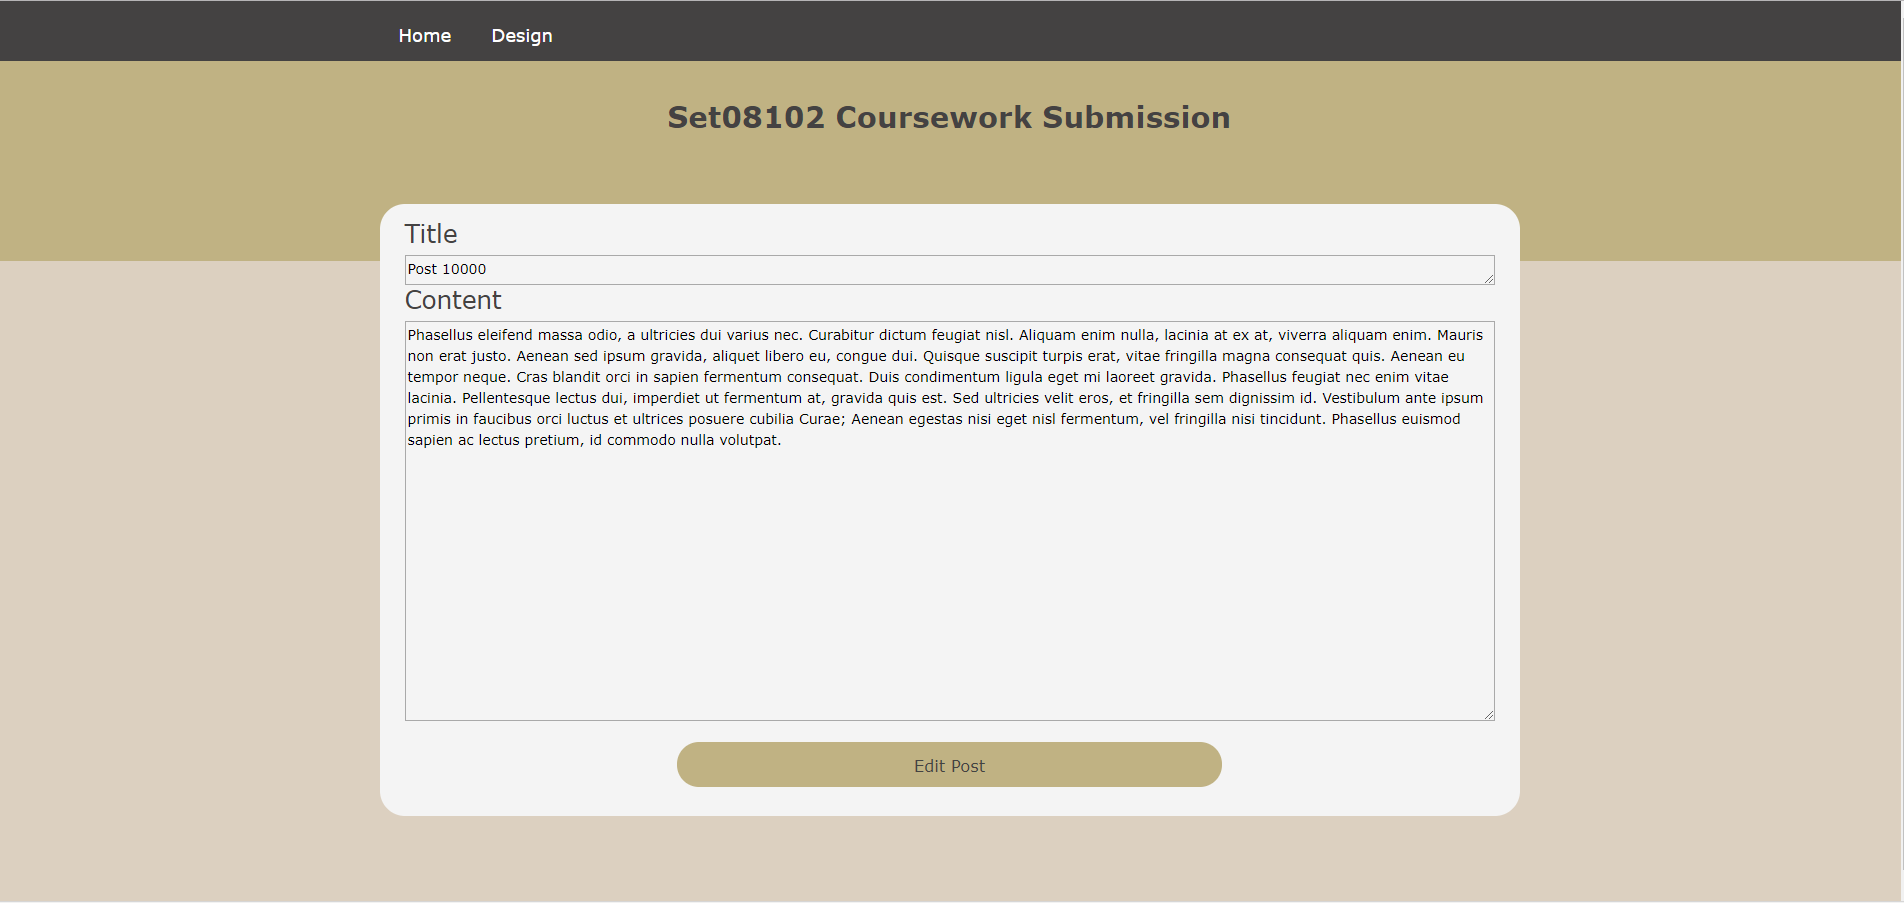 Home Design
Set08102 Coursework Submission
Title
Post 10000
Content
Phasellus eleifend massa odio, a ultricies dui varius nec. Curabitur dictum feugiat nisl. Aliquam enim nulla, lacinia at ex at, viverra aliquam enim. Mauris
non erat justo. Aenean sed ipsum gravida, aliquet libero eu, congue dui. Quisque suscipit turpis erat, vitae fringilla magna consequat quis. Aenean eu
tempor neque. Cras blandit orci in sapien fermentum consequat. Duis condimentum ligula eget mi laoreet gravida. Phasellus feugiat nec enim vitae
lacinia. Pellentesque lectus dui, imperdiet ut fermentum at, gravida quis est. Sed ultricies velit eros, et fringilla sem dignissim id. Vestibulum ante ipsum
primis in faucibus orci luctus et ultrices posuere cubilia Curae; Aenean egestas nisi eget nisl fermentum, vel fringilla nisi tincidunt. Phasellus euismod
sapien ac lectus pretium, id commodo nulla volutpat.
Edit Post